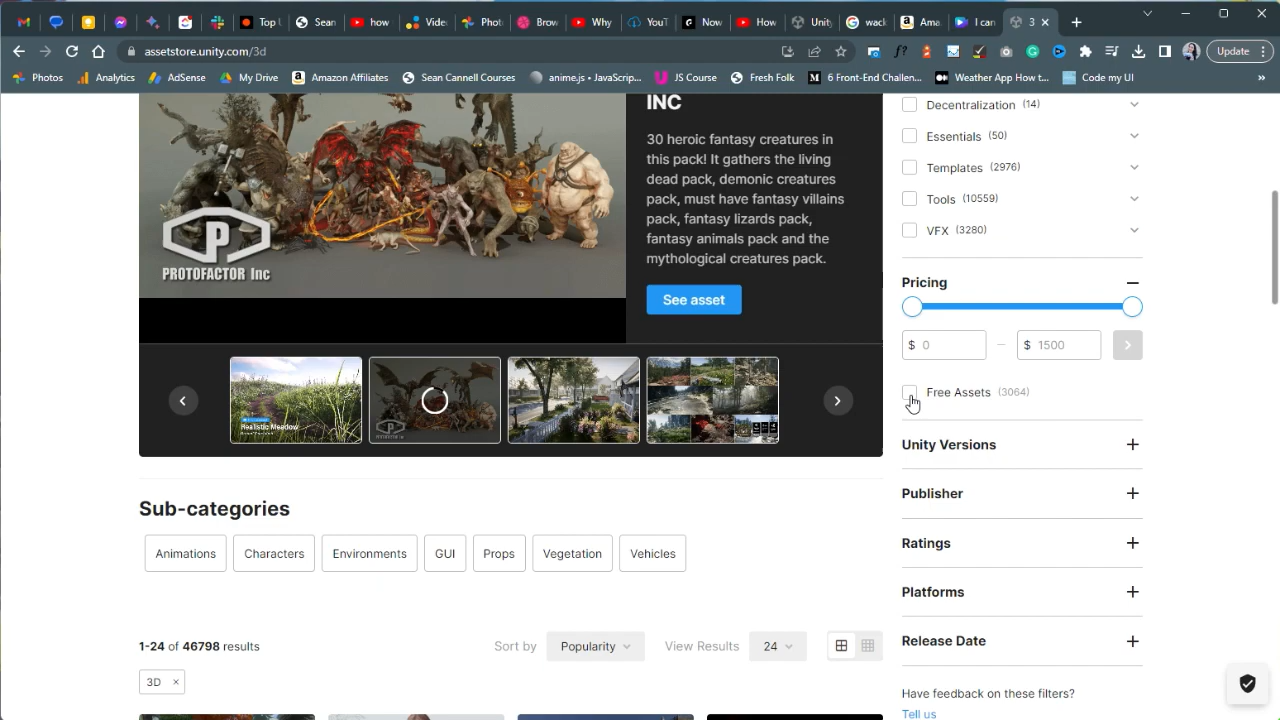 Top (
Sean
how
Vide
Phot
Brow
Why
YouT
Now
How
Unity
wack
Ama
I can
3
assetstore.unity.com/3d
Update
Photos
Analytics
AdSense
My Drive
Amazon Affiliates
Sean Cannell Courses
anime.js • JavaScrip...
JS Course
Fresh Folk
6 Front-End Challen...
Weather App How t...
Code my UI
»
INC
30 heroic fantasy creatures in
this pack! It gathers the living
dead pack, demonic creatures
pack, must have fantasy villains
pack, fantasy lizards pack,
fantasy animals pack and the
mythological creatures pack.
See asset
PROTOFACTOR Inc
Realistic Meadow
Sub-categories
Animations
Characters
Environments
GUI
Props
Vegetation
Vehicles
1-24 of 46798 results
Sort by
Popularity
View Results
24
3D ×
Decentralization (14)
Essentials (50)
Templates (2976)
Tools (10559)
VFX (3280)
Pricing
$ 0
$ 1500
Free Assets (3064)
Unity Versions
Publisher
Ratings
Platforms
Release Date
Have feedback on these filters?
Tell us